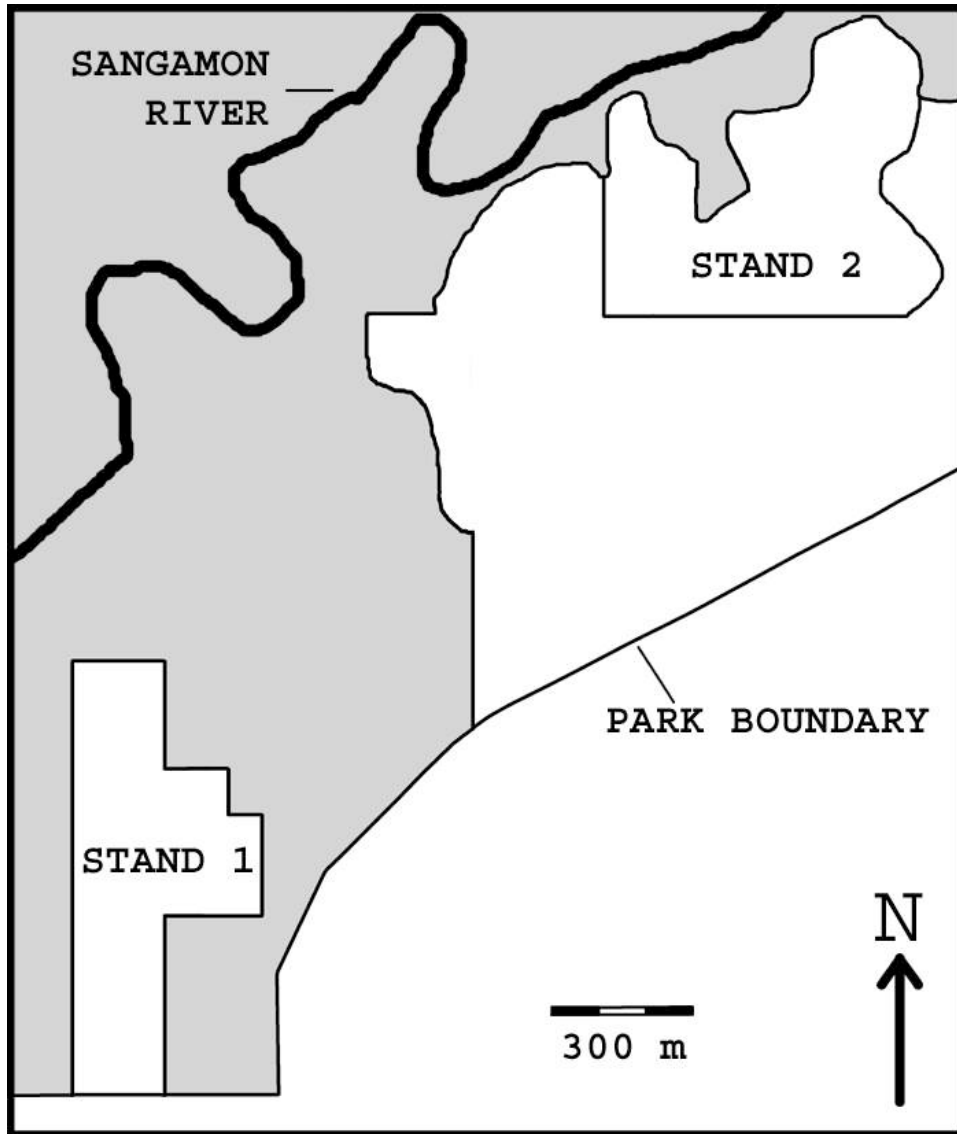 SANGAMON
RIVER
STAND 2
PARK BOUNDARY
STAND 1
N
300 m